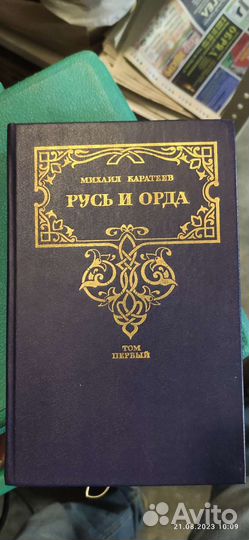 МИХАИЛ КАРАТЕЕВ
РУСЬ И ОРДА
ТОМ
ПЕРВЫЙ
21.08.2023 10:09
Avito